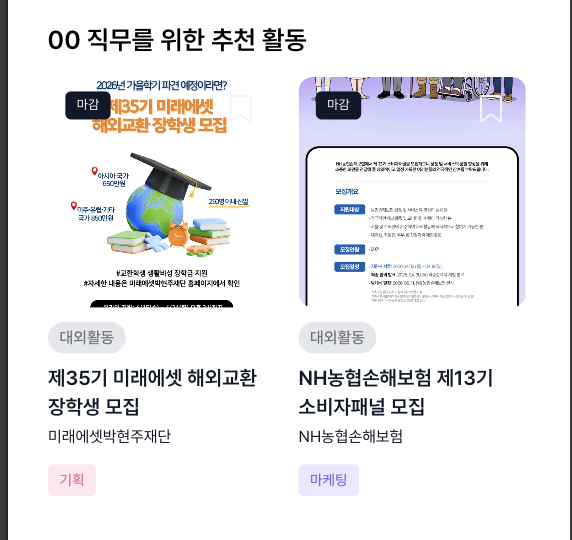 00 직무를 위한 추천 활동
마감
2026년 가을학기 파견 예정이라면?
제35기 미래에셋
해외교환 장학생 모집
아시아 국가
650만원
미주·유럽·기타
국가 850만원
250명 이내 선발
#교환학생 생활비성 장학금 지원
#자세한 내용은 미래에셋박현주재단 홈페이지에서 확인
대외활동
제35기 미래에셋 해외교환
장학생 모집
미래에셋박현주재단
기획
마감
모집개요
지원대상
모집인원
모집일정
대외활동
NH농협손해보험 제13기
소비자패널 모집
NH농협손해보험
마케팅